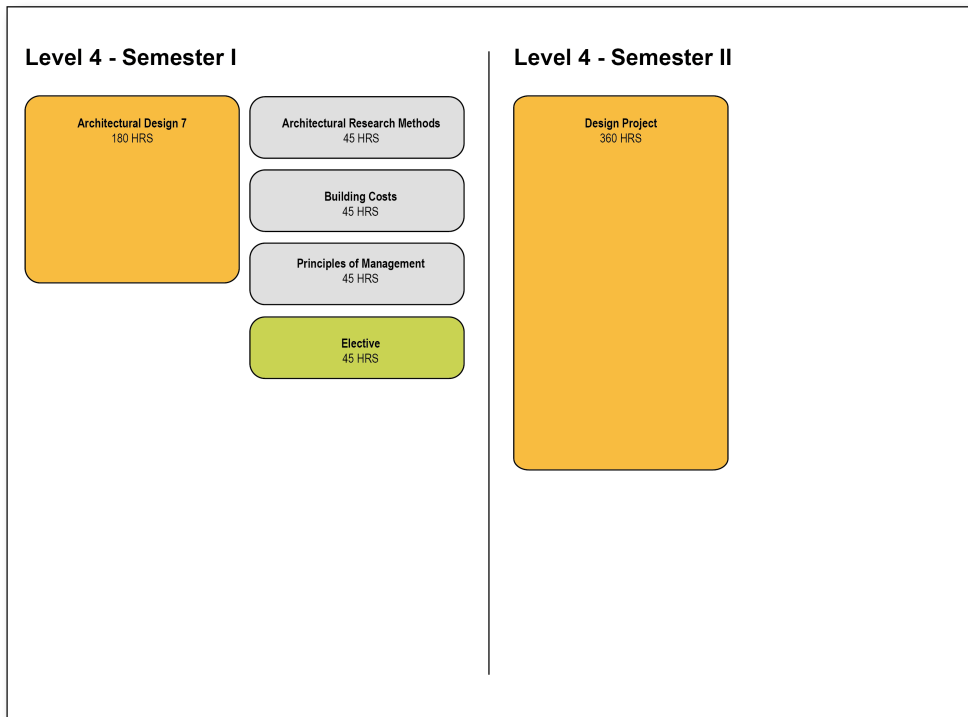 Level 4 - Semester I
Architectural Design 7
180 HRS
Architectural Research Methods
45 HRS
Building Costs
45 HRS
Principles of Management
45 HRS
Elective
45 HRS
Level 4 - Semester II
Design Project
360 HRS